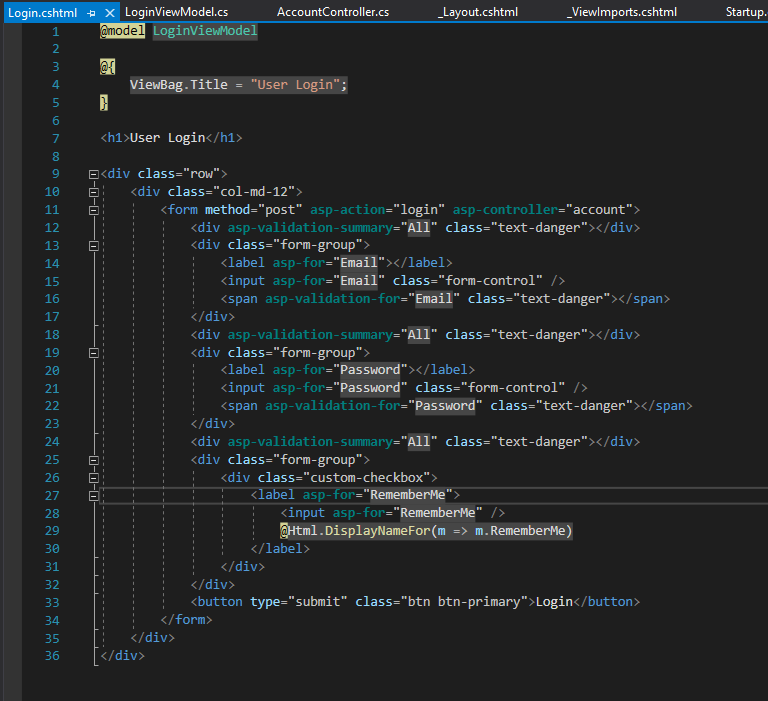 Login.cshtml LoginViewModel.cs AccountController.cs _Layout.cshtml _ViewImports.cshtml Startup.
1 @model LoginViewModel
2
3 @{
4 ViewBag.Title = "User Login";
5 }
6
7 <h1>User Login</h1>
8
9 <div class="row">
10 <div class="col-md-12">
11 <form method="post" asp-action="login" asp-controller="account">
12 <div asp-validation-summary="All" class="text-danger"></div>
13 <div class="form-group">
14 <label asp-for="Email"></label>
15 <input asp-for="Email" class="form-control" />
16 <span asp-validation-for="Email" class="text-danger"></span>
17 </div>
18 <div asp-validation-summary="All" class="text-danger"></div>
19 <div class="form-group">
20 <label asp-for="Password"></label>
21 <input asp-for="Password" class="form-control" />
22 <span asp-validation-for="Password" class="text-danger"></span>
23 </div>
24 <div asp-validation-summary="All" class="text-danger"></div>
25 <div class="form-group">
26 <div class="custom-checkbox">
27 <label asp-for="RememberMe">
28 <input asp-for="RememberMe" />
29 @Html.DisplayNameFor(m => m.RememberMe)
30 </label>
31 </div>
32 </div>
33 <button type="submit" class="btn btn-primary">Login</button>
34 </form>
35 </div>
36 </div>